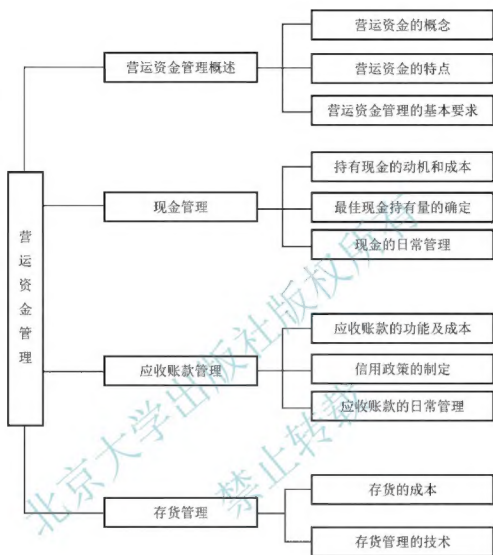 营运资金管理
营运资金管理概述
营运资金的概念
营运资金的特点
营运资金管理的基本要求
现金管理
持有现金的动机和成本
最佳现金持有量的确定
现金的日常管理
应收账款管理
应收账款的功能及成本
信用政策的制定
应收账款的日常管理
存货管理
存货的成本
存货管理的技术
北京大学出版社版权所有
禁止转载